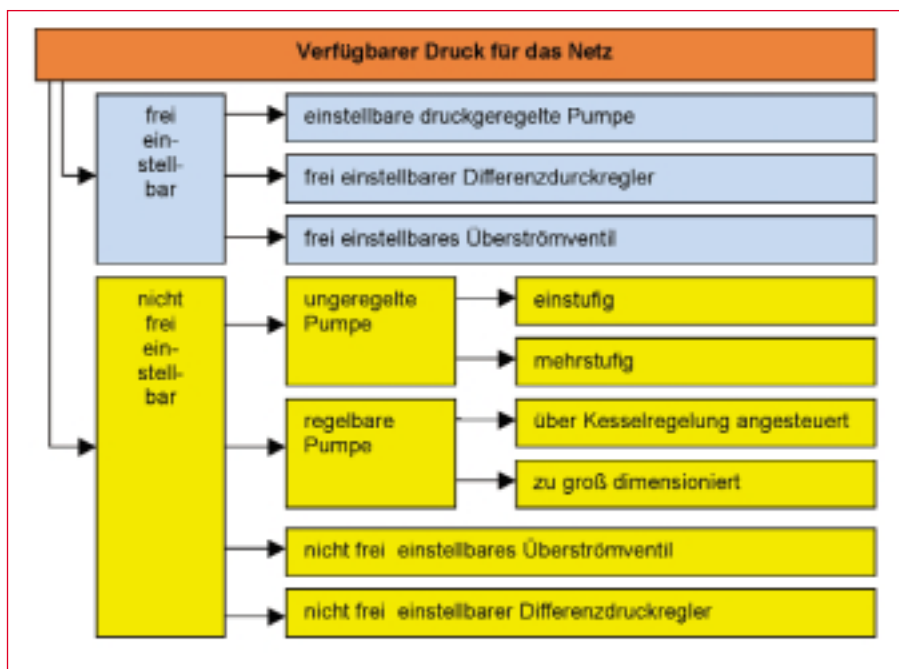 Verfügbarer Druck für das Netz
frei
ein-
stell-
bar
einstellbare druckgeregelte Pumpe
frei einstellbarer Differenzdurckregler
frei einstellbares Überströmventil
nicht
frei
ein-
stell-
bar
ungeregelte
Pumpe
einstufig
mehrstufig
regelbare
Pumpe
über Kesselregelung angesteuert
zu groß dimensioniert
nicht frei einstellbares Überströmventil
nicht frei einstellbarer Differenzdruckregler